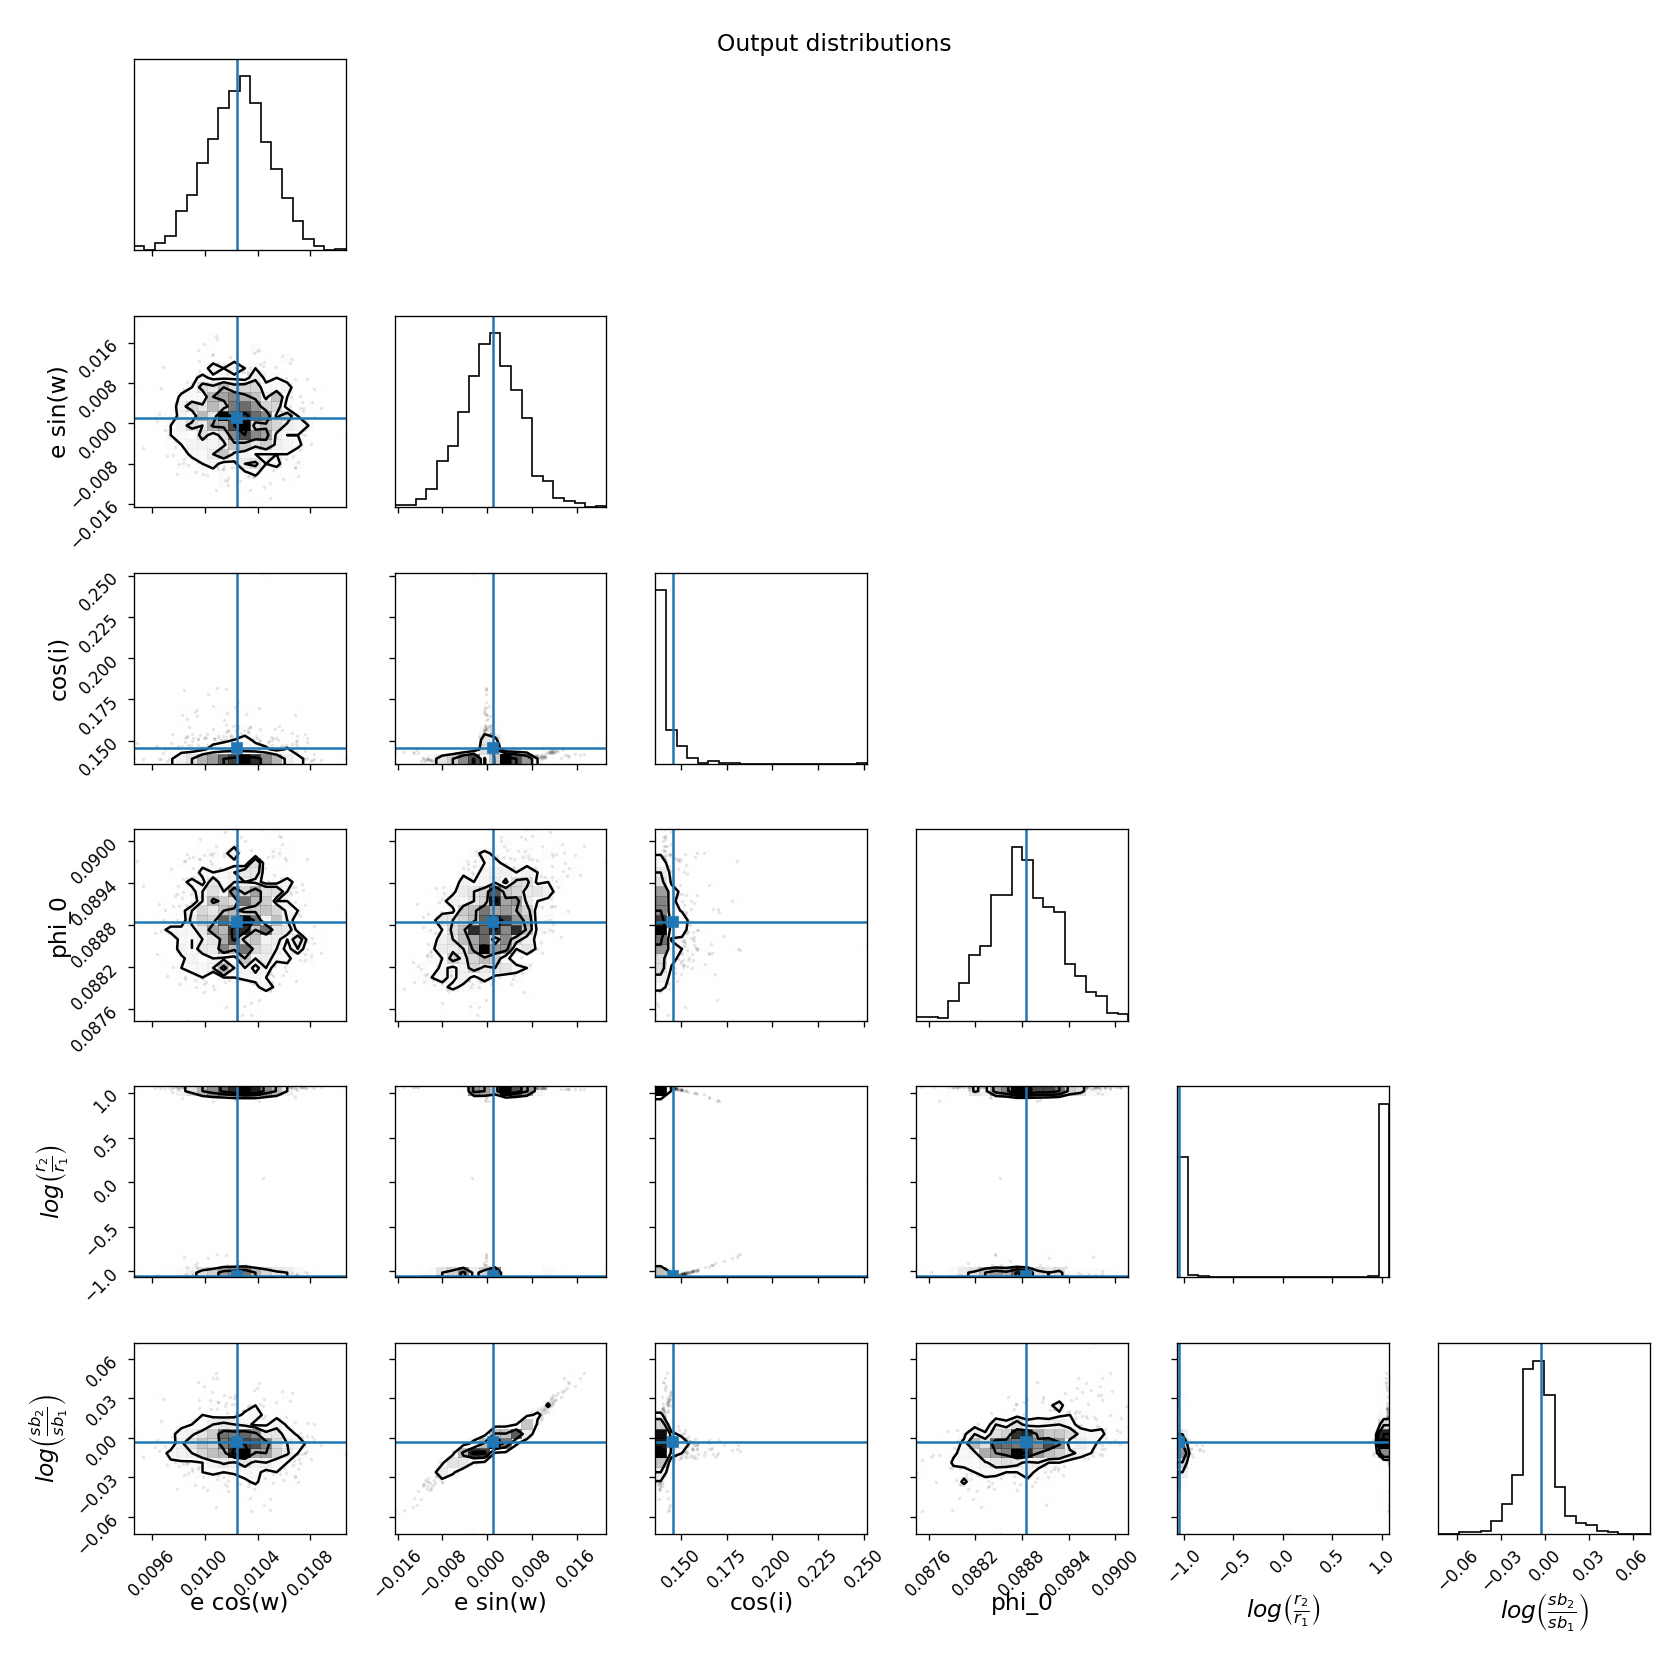 Output distributions
0.016
0.008
0.000
−0.008
−0.016
e sin(w)
0.250
0.225
0.200
0.175
0.150
cos(i)
0.0900
0.0894
0.0888
0.0882
0.0876
phi_0
1.0
0.5
0.0
−0.5
−1.0
log(r₂/r₁)
0.06
0.03
0.00
−0.03
−0.06
log(sb₂/sb₁)
0.0096 0.0100 0.0104 0.0108
e cos(w)
−0.016 −0.008 0.000 0.008 0.016
e sin(w)
0.150 0.175 0.200 0.225 0.250
cos(i)
0.0876 0.0882 0.0888 0.0894 0.0900
phi_0
−1.0 −0.5 0.0 0.5 1.0
log(r₂/r₁)
−0.06 −0.03 0.00 0.03 0.06
log(sb₂/sb₁)